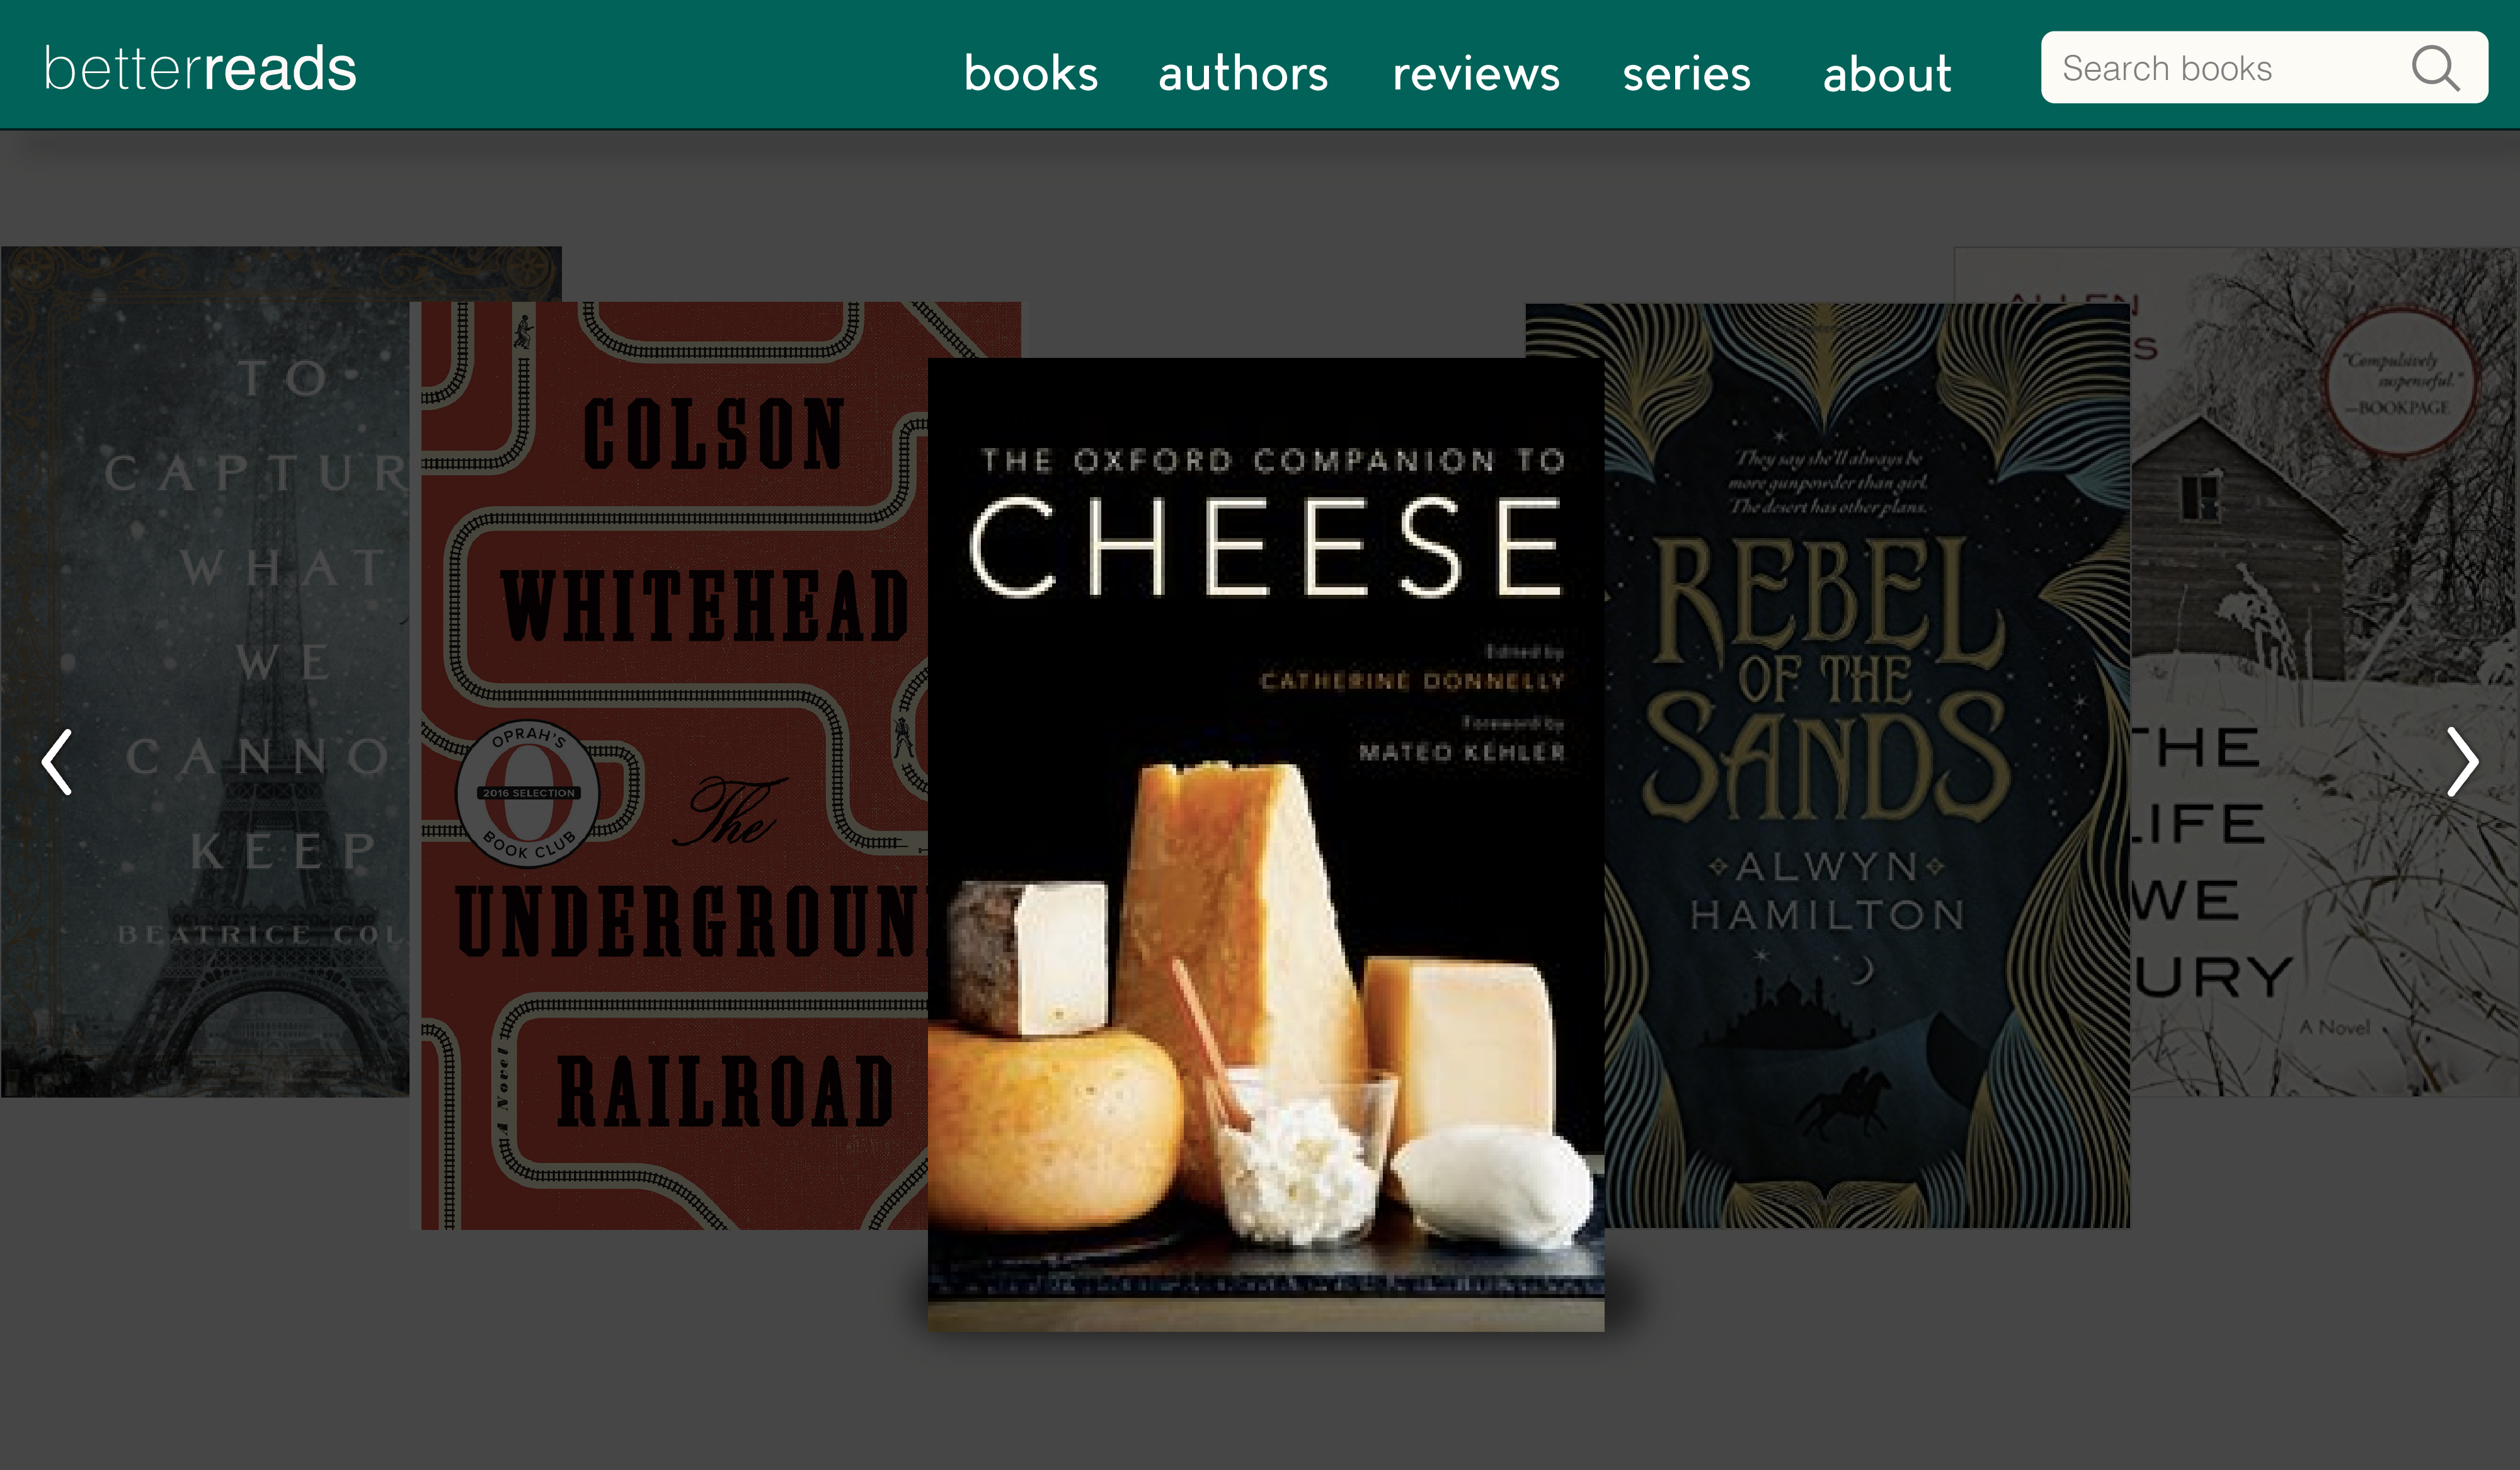 betterreads
books authors reviews series about
Search books
TO
CAPTUR
WHAT
WE
CANNO
KEEP
BEATRICE COL
COLSON
WHITEHEAD
OPRAH'S
2016 SELECTION
BOOK CLUB
The
UNDERGROUN
RAILROAD
A Novel
THE OXFORD COMPANION TO
CHEESE
Edited by
CATHERINE DONNELLY
Foreword by
MATEO KEHLER
They say she'll always be
more gunpowder than girl.
The desert has other plans.
REBEL
OF THE
SANDS
ALWYN
HAMILTON
ALLEN
S
"Compulsively
suspenseful."
—BOOKPAGE
THE
LIFE
WE
URY
A Novel